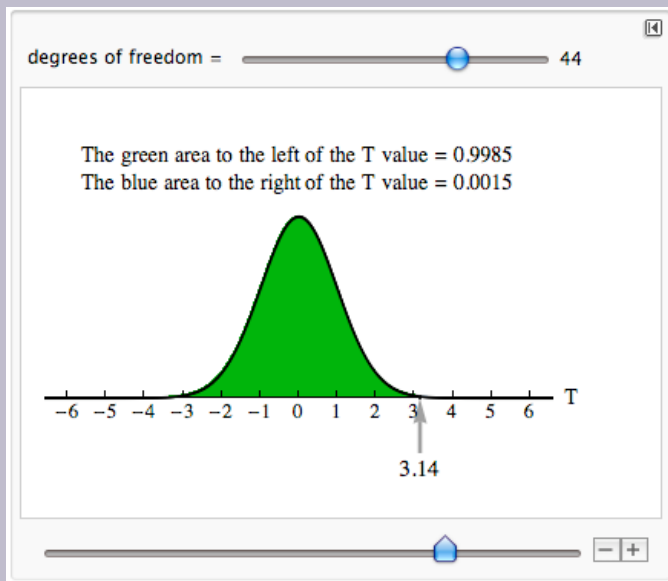 degrees of freedom = 44
The green area to the left of the T value = 0.9985
The blue area to the right of the T value = 0.0015
−6 −5 −4 −3 −2 −1 0 1 2 3 4 5 6 T
3.14